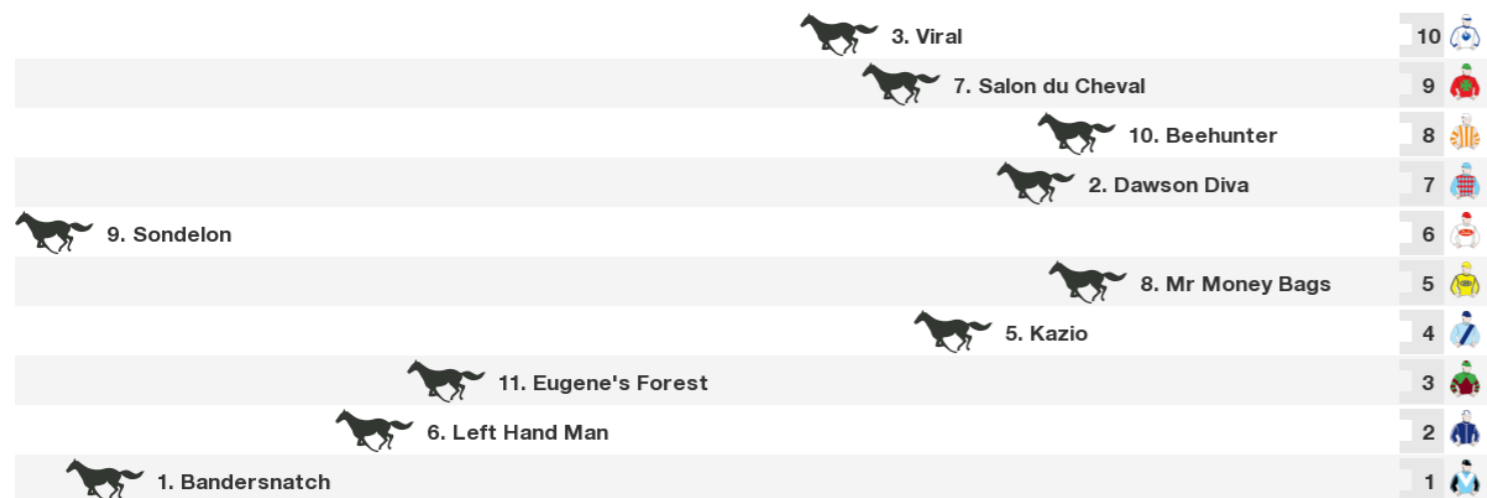 3. Viral 10
7. Salon du Cheval 9
10. Beehunter 8
2. Dawson Diva 7
9. Sondelon 6
8. Mr Money Bags 5
5. Kazio 4
11. Eugene's Forest 3
6. Left Hand Man 2
1. Bandersnatch 1